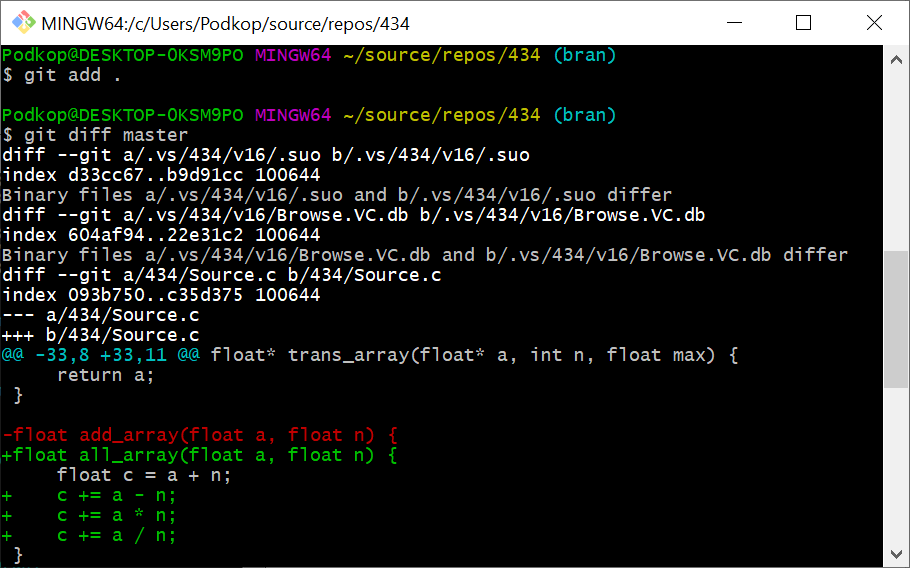 MINGW64:/c/Users/Podkop/source/repos/434
Podkop@DESKTOP-OKSM9PO MINGW64 ~/source/repos/434 (bran)
$ git add .
Podkop@DESKTOP-OKSM9PO MINGW64 ~/source/repos/434 (bran)
$ git diff master
diff --git a/.vs/434/v16/.suo b/.vs/434/v16/.suo
index d33cc67..b9d91cc 100644
Binary files a/.vs/434/v16/.suo and b/.vs/434/v16/.suo differ
diff --git a/.vs/434/v16/Browse.VC.db b/.vs/434/v16/Browse.VC.db
index 604af94..22e31c2 100644
Binary files a/.vs/434/v16/Browse.VC.db and b/.vs/434/v16/Browse.VC.db differ
diff --git a/434/Source.c b/434/Source.c
index 093b750..c35d375 100644
--- a/434/Source.c
+++ b/434/Source.c
@@ -33,8 +33,11 @@ float* trans_array(float* a, int n, float max) {
     return a;
 }
-float add_array(float a, float n) {
+float all_array(float a, float n) {
     float c = a + n;
+    c += a - n;
+    c += a * n;
+    c += a / n;
 }